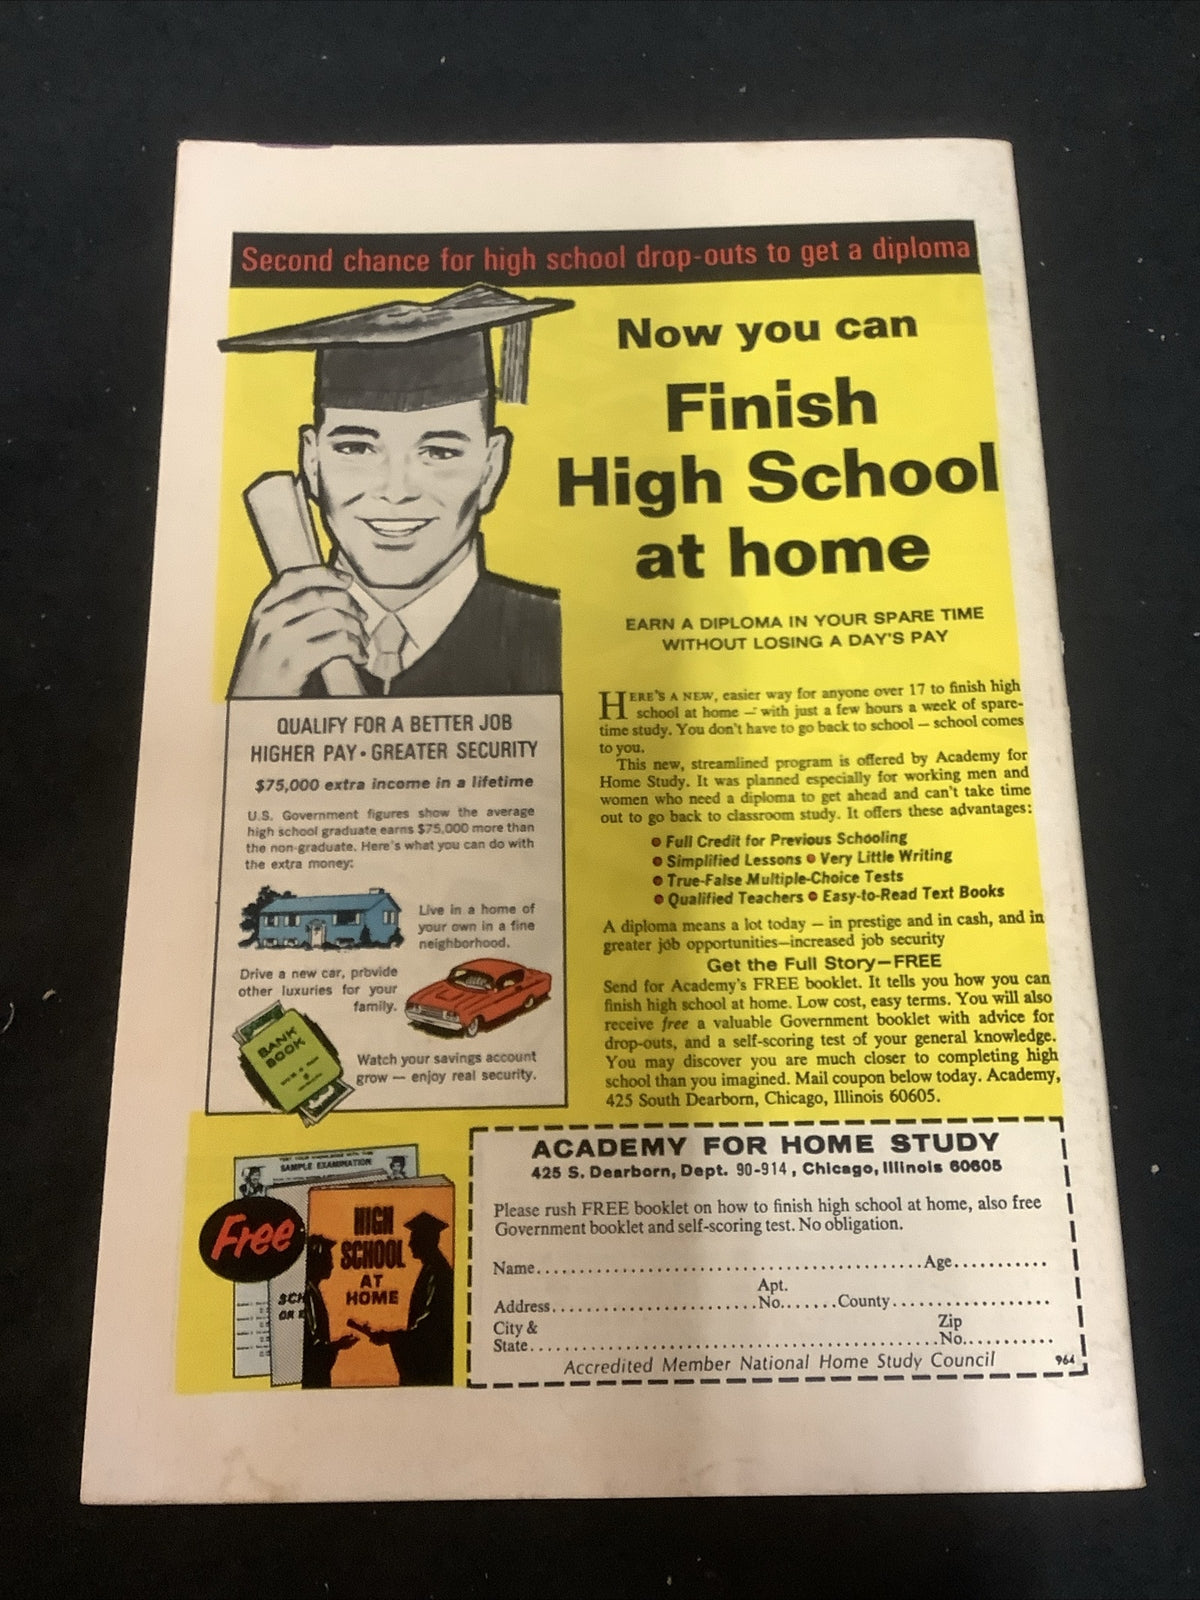 Second chance for high school drop-outs to get a diploma
Now you can
Finish
High School
at home
EARN A DIPLOMA IN YOUR SPARE TIME
WITHOUT LOSING A DAY'S PAY
HERE'S A NEW, easier way for anyone over 17 to finish high
school at home – with just a few hours a week of spare-
time study. You don't have to go back to school – school comes
to you.
This new, streamlined program is offered by Academy for
Home Study. It was planned especially for working men and
women who need a diploma to get ahead and can't take time
out to go back to classroom study. It offers these advantages:
• Full Credit for Previous Schooling
• Simplified Lessons • Very Little Writing
• True-False Multiple-Choice Tests
• Qualified Teachers • Easy-to-Read Text Books
A diploma means a lot today – in prestige and in cash, and in
greater job opportunities—increased job security
Get the Full Story—FREE
Send for Academy's FREE booklet. It tells you how you can
finish high school at home. Low cost, easy terms. You will also
receive free a valuable Government booklet with advice for
drop-outs, and a self-scoring test of your general knowledge.
You may discover you are much closer to completing high
school than you imagined. Mail coupon below today. Academy,
425 South Dearborn, Chicago, Illinois 60605.
QUALIFY FOR A BETTER JOB
HIGHER PAY • GREATER SECURITY
$75,000 extra income in a lifetime
U.S. Government figures show the average
high school graduate earns $75,000 more than
the non-graduate. Here's what you can do with
the extra money:
Live in a home of
your own in a fine
neighborhood.
Drive a new car, provide
other luxuries for your
family.
BANK
BOOK
Watch your savings account
grow — enjoy real security.
SAMPLE EXAMINATION
Free
HIGH
SCHOOL
AT
HOME
SCH
OR
ACADEMY FOR HOME STUDY
425 S. Dearborn, Dept. 90-914, Chicago, Illinois 60605
Please rush FREE booklet on how to finish high school at home, also free
Government booklet and self-scoring test. No obligation.
Name.................................................Age...........
Apt.
Address..........................No.......County....................
City & Zip
State.....................................................No...........
Accredited Member National Home Study Council 964